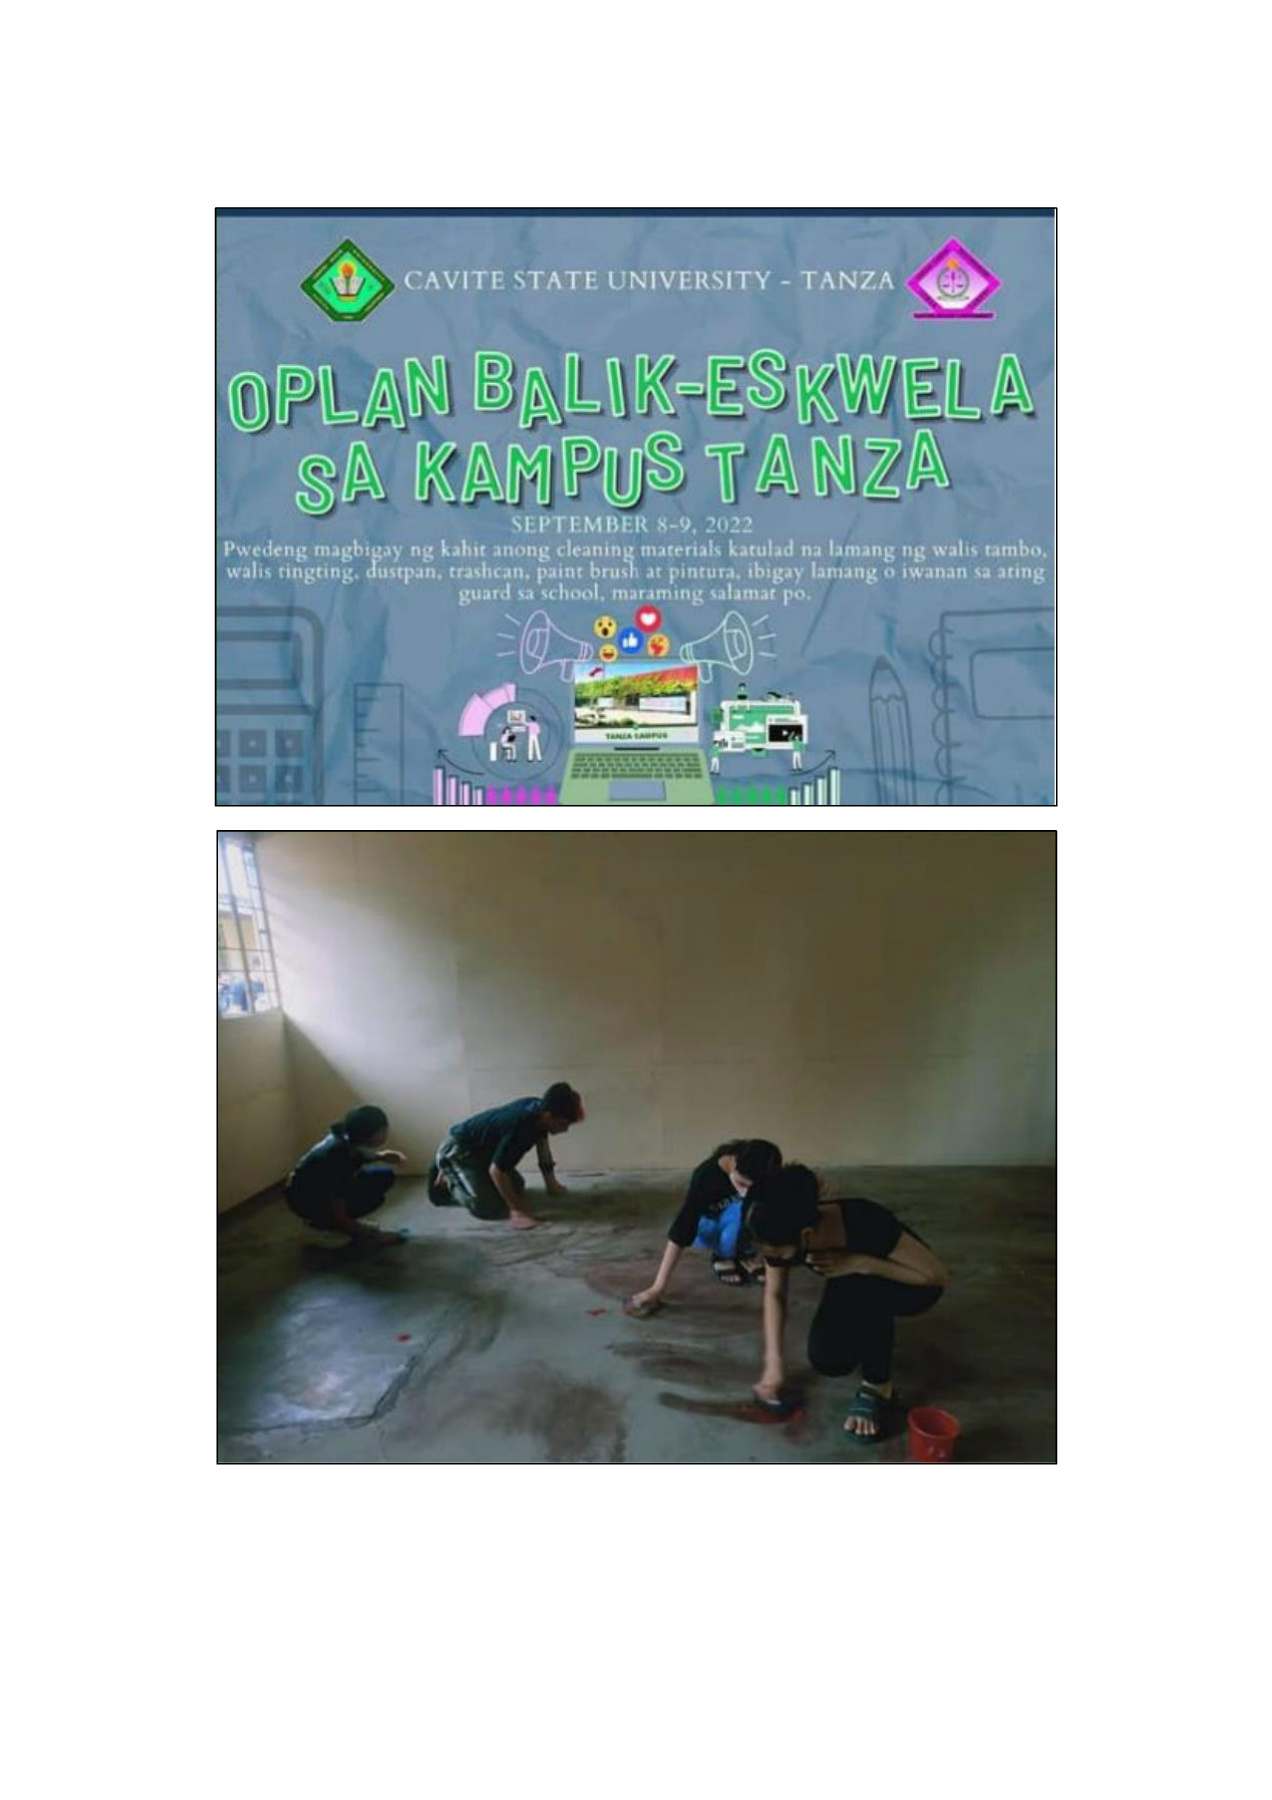 CAVITE STATE UNIVERSITY - TANZA
OPLAN BALIK-ESKWELA
SA KAMPUS TANZA
SEPTEMBER 8-9, 2022
Pwedeng magbigay ng kahit anong cleaning materials katulad na lamang ng walis tambo,
walis tingting, dustpan, trashcan, paint brush at pintura, ibigay lamang o iwanan sa ating
guard sa school, maraming salamat po.
TANZA CAMPUS